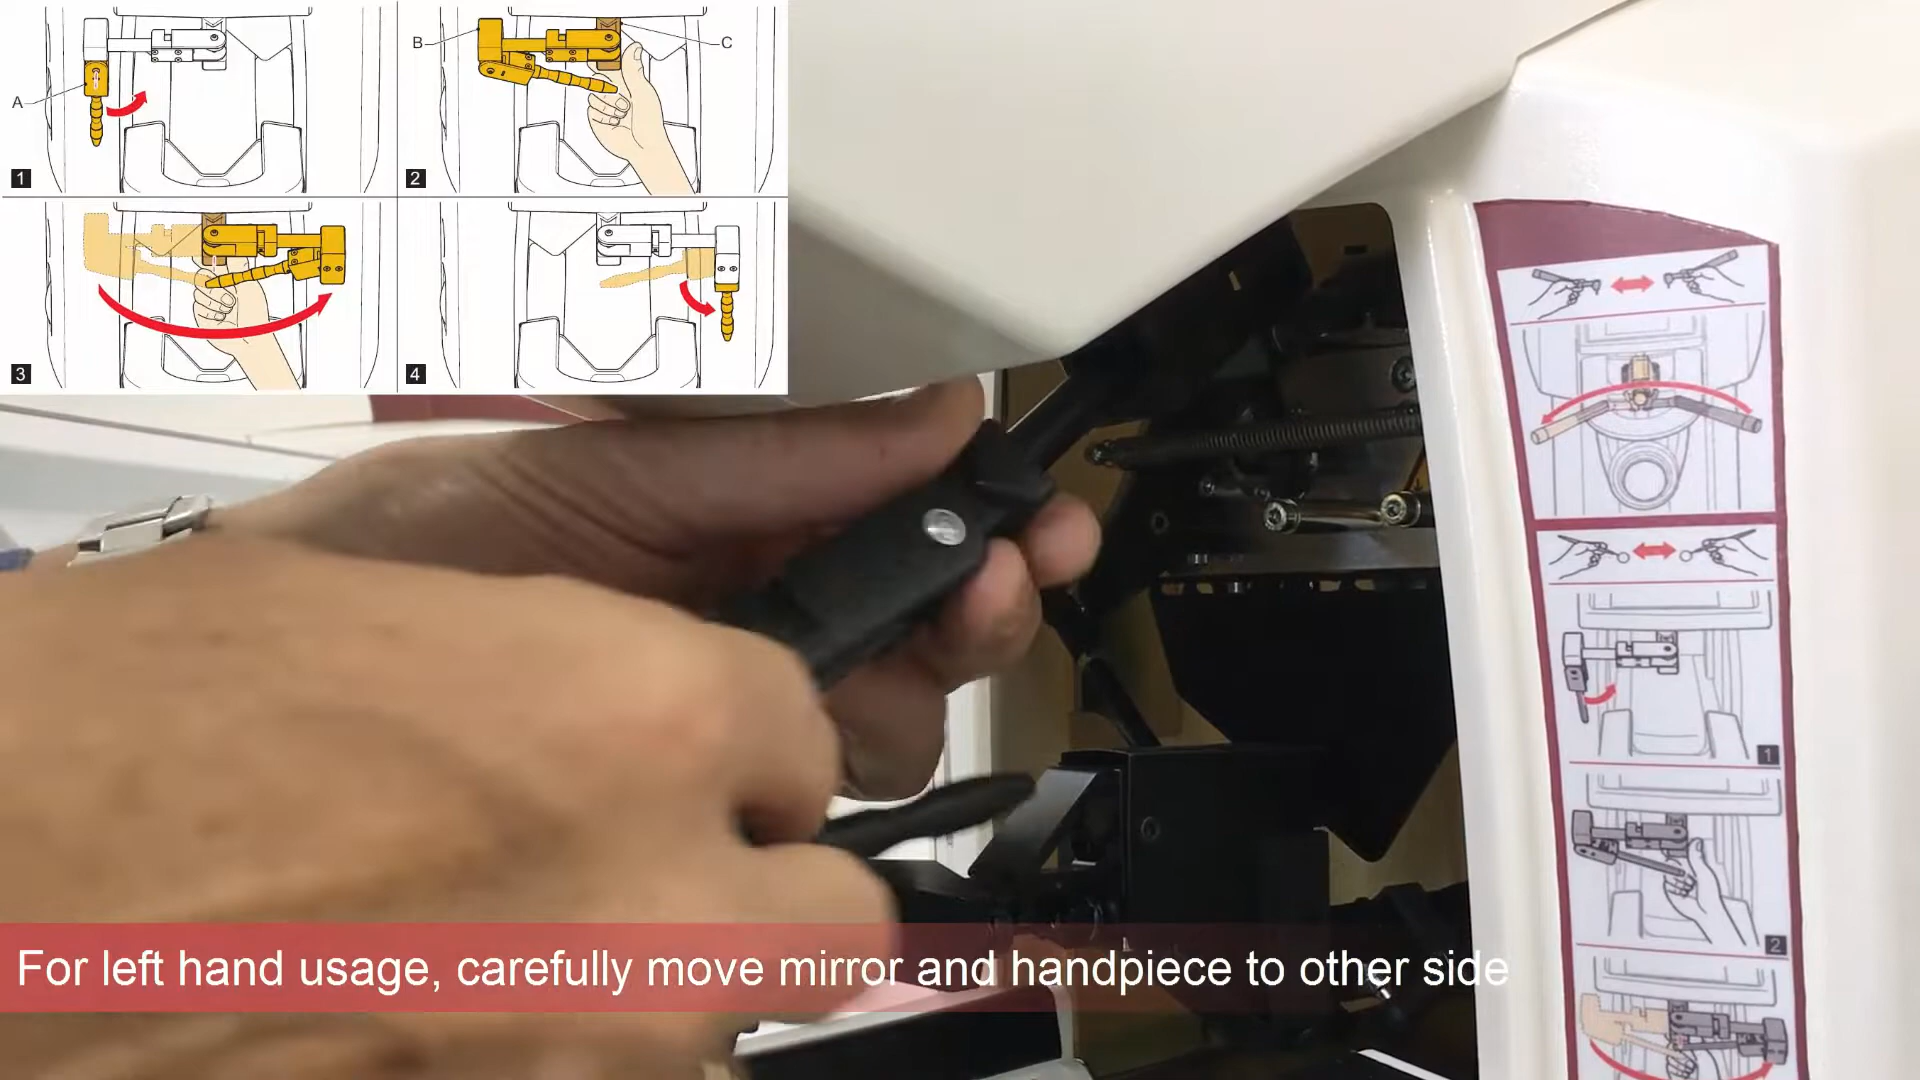 A
1
B
C
2
3
4
1
2
For left hand usage, carefully move mirror and handpiece to other side